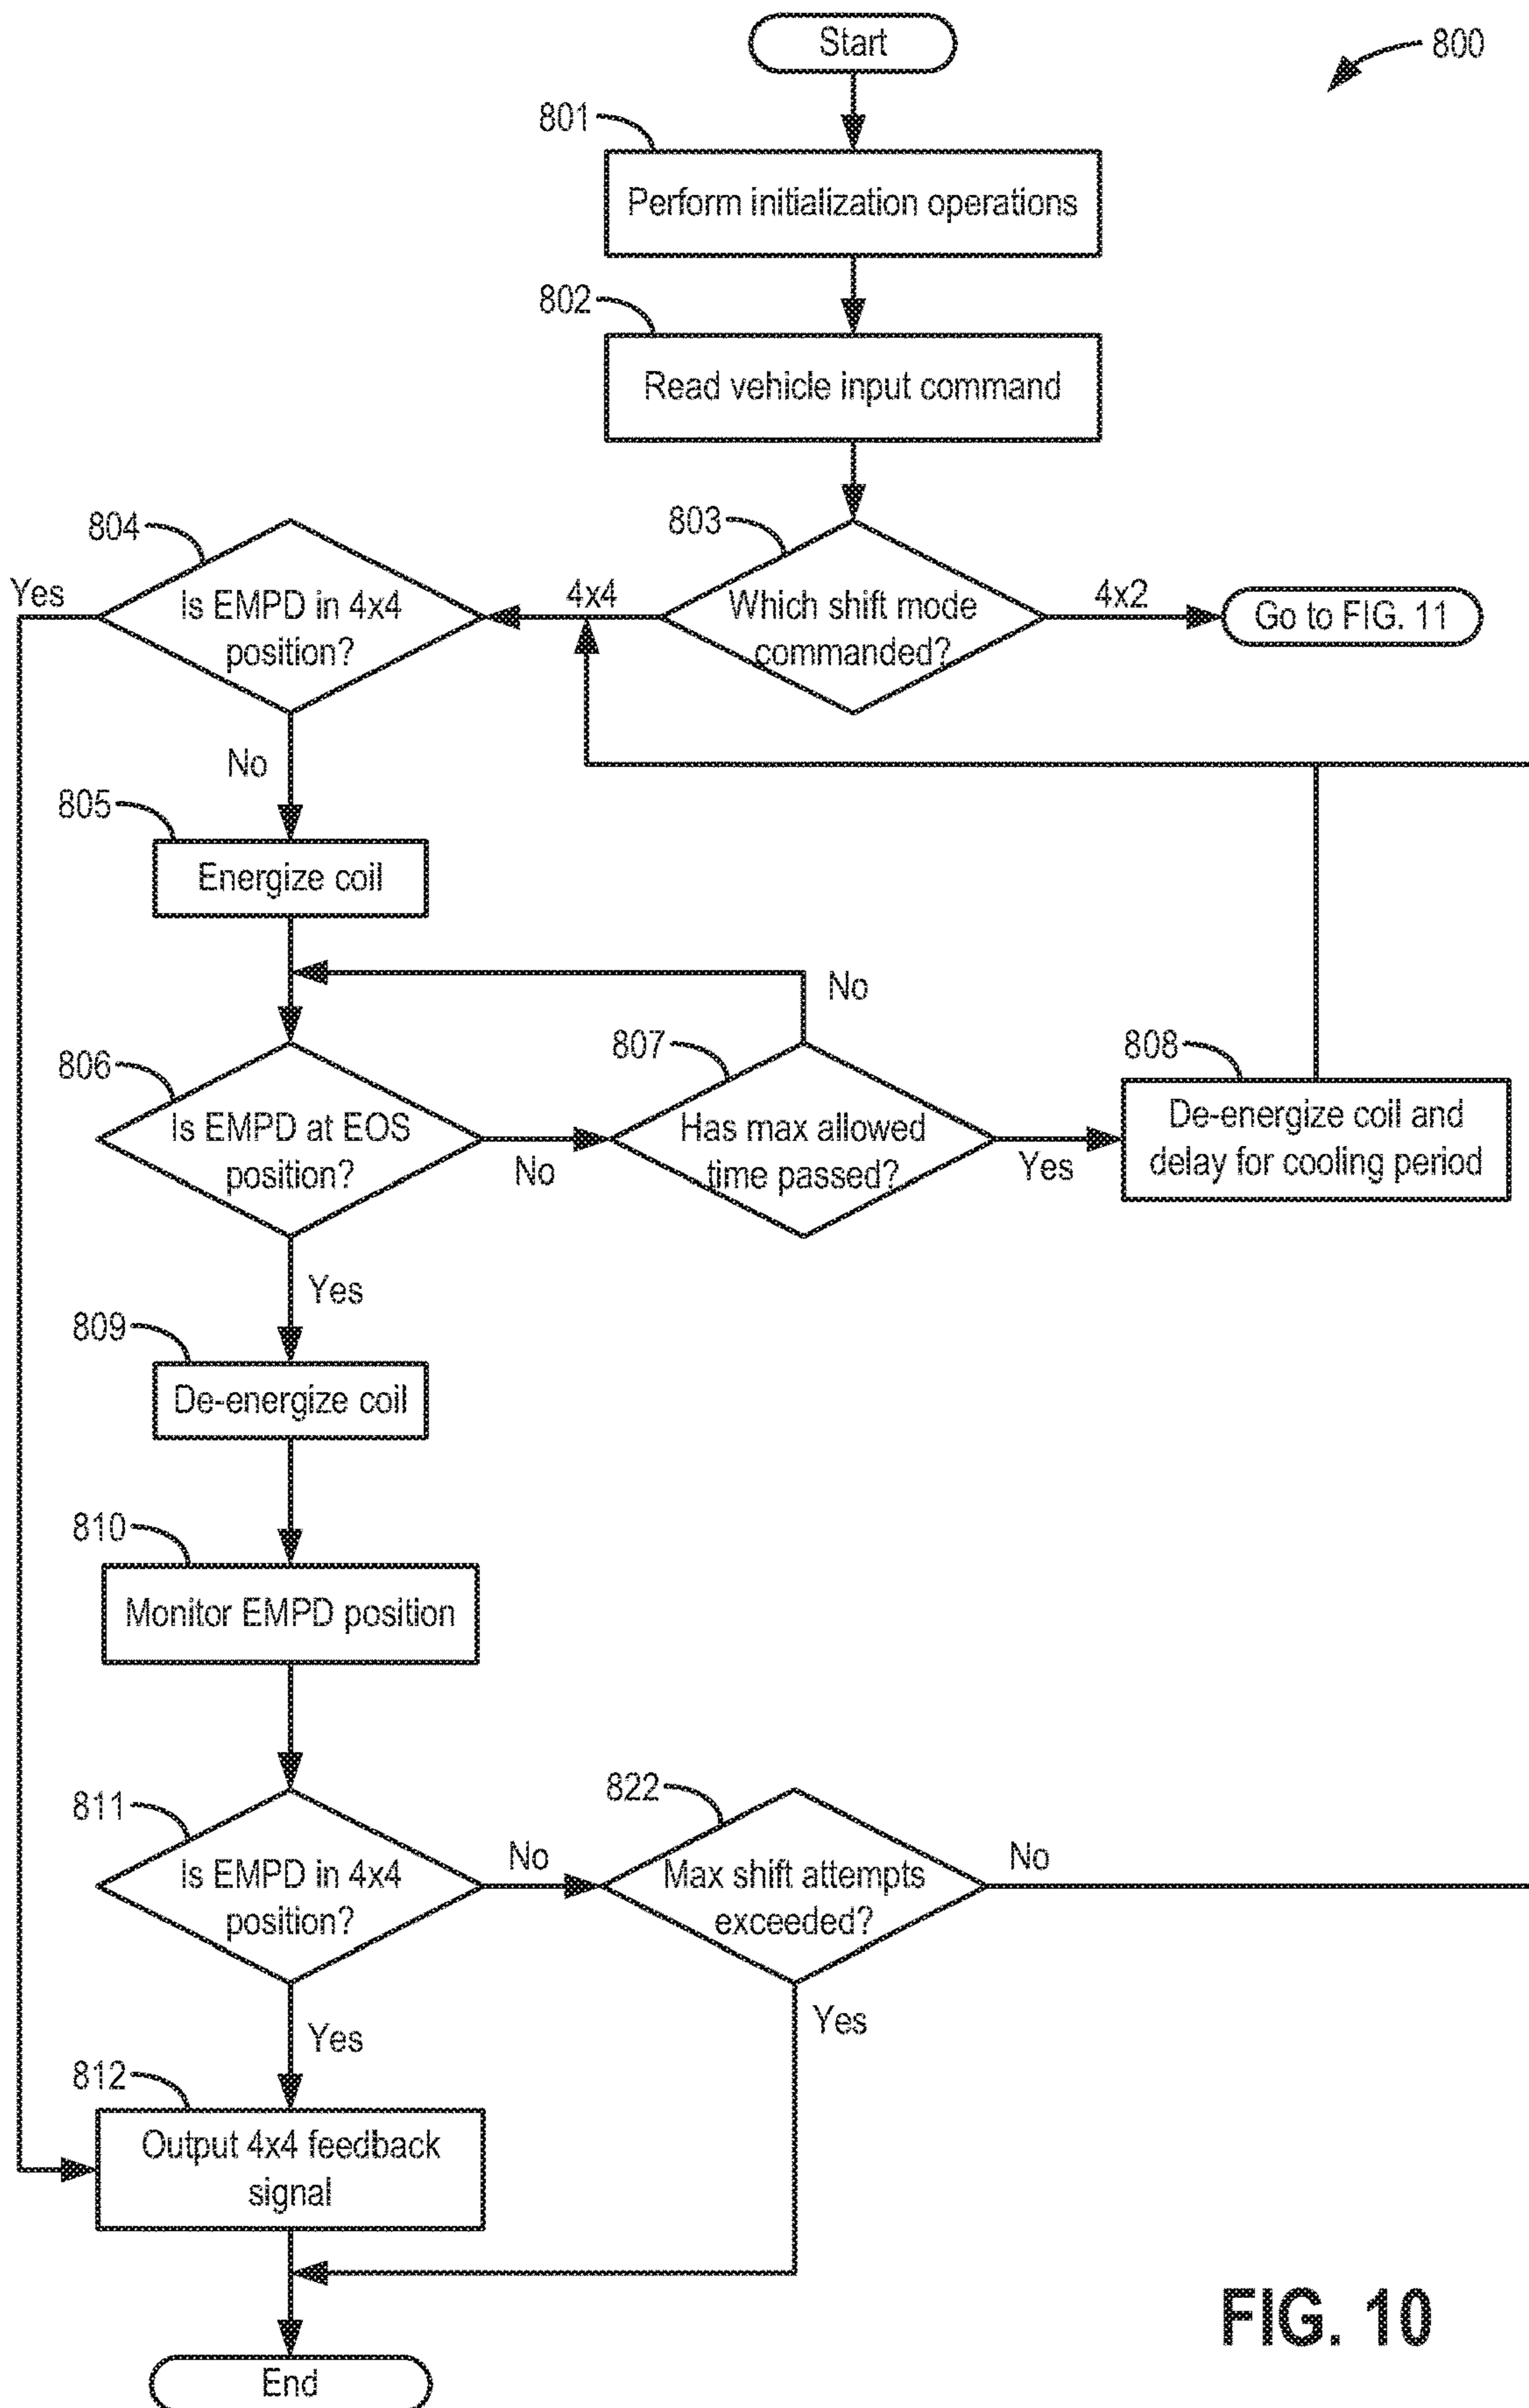 Start
800
801
Perform initialization operations
802
Read vehicle input command
803
Which shift mode
commanded?
4x4
4x2
Go to FIG. 11
804
Is EMPD in 4x4
position?
Yes
No
805
Energize coil
806
Is EMPD at EOS
position?
No
807
Has max allowed
time passed?
No
Yes
808
De-energize coil and
delay for cooling period
Yes
809
De-energize coil
810
Monitor EMPD position
811
Is EMPD in 4x4
position?
No
822
Max shift attempts
exceeded?
No
Yes
Yes
812
Output 4x4 feedback
signal
End
FIG. 10